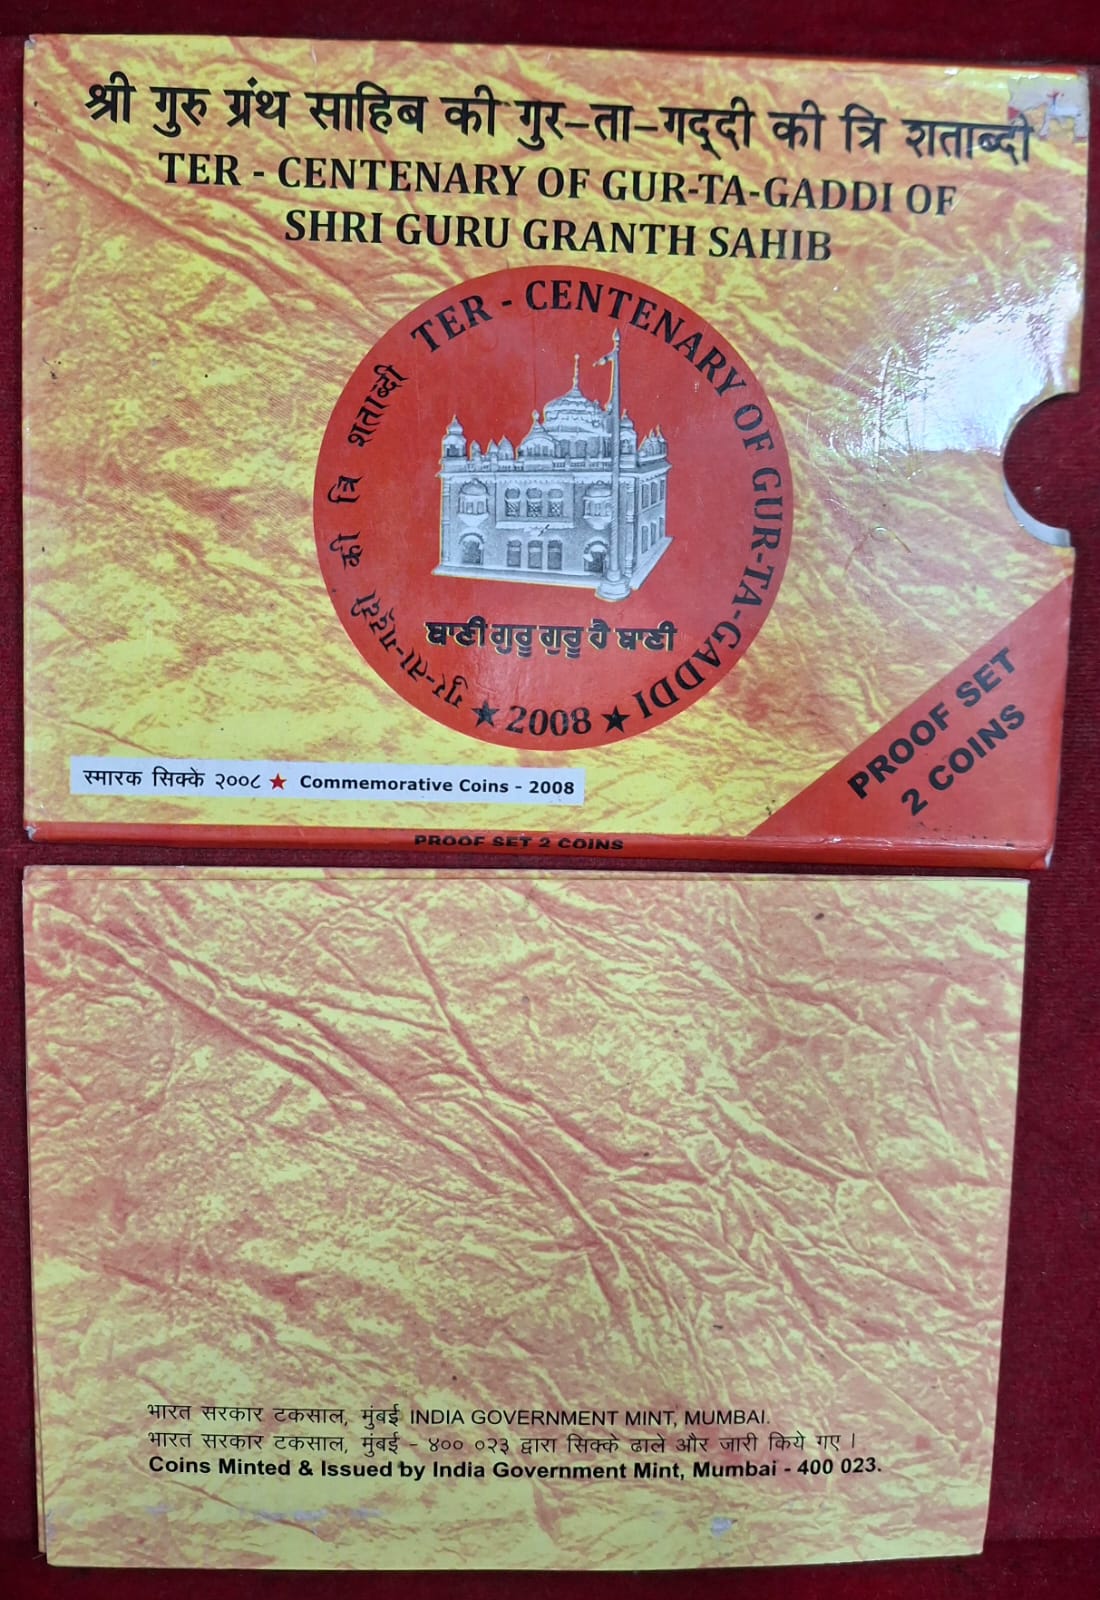 श्री गुरु ग्रंथ साहिब की गुर–ता–गद्दी की त्रि शताब्दी
TER - CENTENARY OF GUR-TA-GADDI OF
SHRI GURU GRANTH SAHIB
TER - CENTENARY OF GUR-TA-GADDI
गुर-ता-गद्दी की त्रि शताब्दी
ਬਾਣੀ ਗੁਰੂ ਗੁਰੂ ਹੈ ਬਾਣੀ
★ 2008 ★
स्मारक सिक्के २००८ ★ Commemorative Coins - 2008
PROOF SET
2 COINS
PROOF SET 2 COINS
भारत सरकार टकसाल, मुंबई INDIA GOVERNMENT MINT, MUMBAI.
भारत सरकार टकसाल, मुंबई - ४०० ०२३ द्वारा सिक्के ढाले और जारी किये गए ।
Coins Minted & Issued by India Government Mint, Mumbai - 400 023.